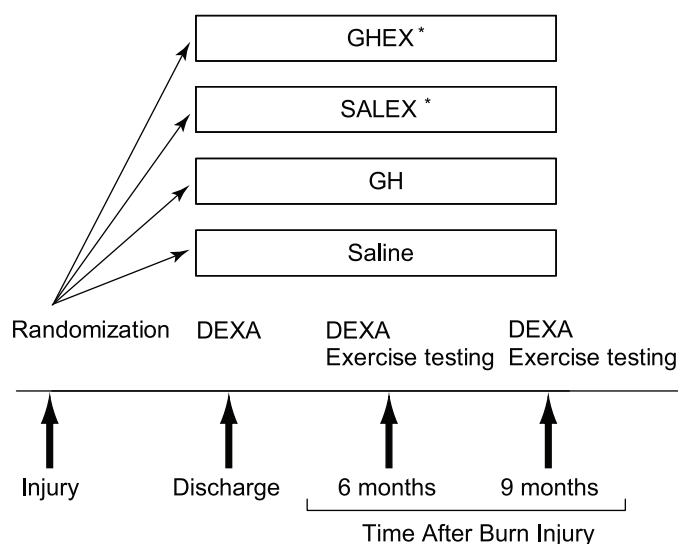 GHEX *
SALEX *
GH
Saline
Randomization DEXA DEXA DEXA
Exercise testing Exercise testing
Injury Discharge 6 months 9 months
Time After Burn Injury